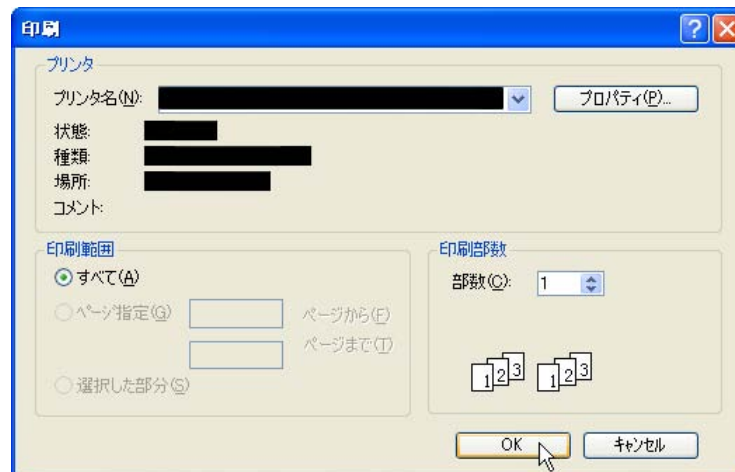 印刷
プリンタ
プリンタ名(N):
プロパティ(P)...
状態:
種類:
場所:
コメント:
印刷範囲
すべて(A)
ページ指定(G)
ページから(F)
ページまで(T)
選択した部分(S)
印刷部数
部数(C): 1
1 2 3 1 2 3
OK キャンセル